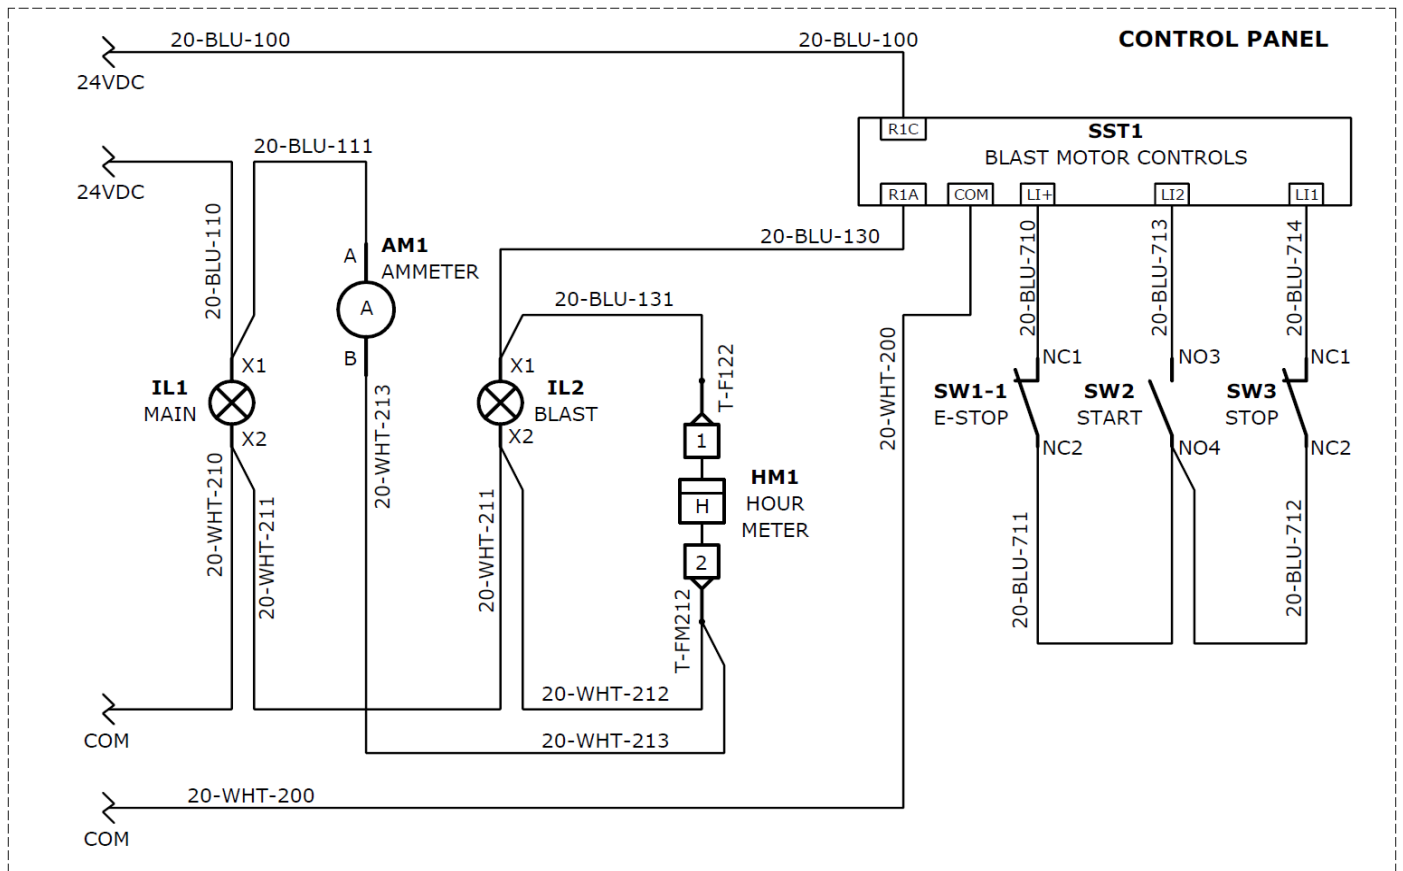 20-BLU-100
20-BLU-100
CONTROL PANEL
24VDC
R1C
SST1
BLAST MOTOR CONTROLS
20-BLU-111
24VDC
R1A
COM
LI+
LI2
LI1
20-BLU-110
20-BLU-130
20-BLU-710
20-BLU-713
20-BLU-714
A
AM1
AMMETER
A
B
20-BLU-131
X1
IL1
MAIN
X2
20-WHT-213
X1
IL2
BLAST
X2
T-F122
20-WHT-200
NC1
SW1-1
E-STOP
NC2
NO3
SW2
START
NO4
NC1
SW3
STOP
NC2
1
H
HM1
HOUR
METER
2
20-WHT-210
20-WHT-211
20-WHT-211
T-FM212
20-BLU-711
20-BLU-712
20-WHT-212
COM
20-WHT-213
20-WHT-200
COM